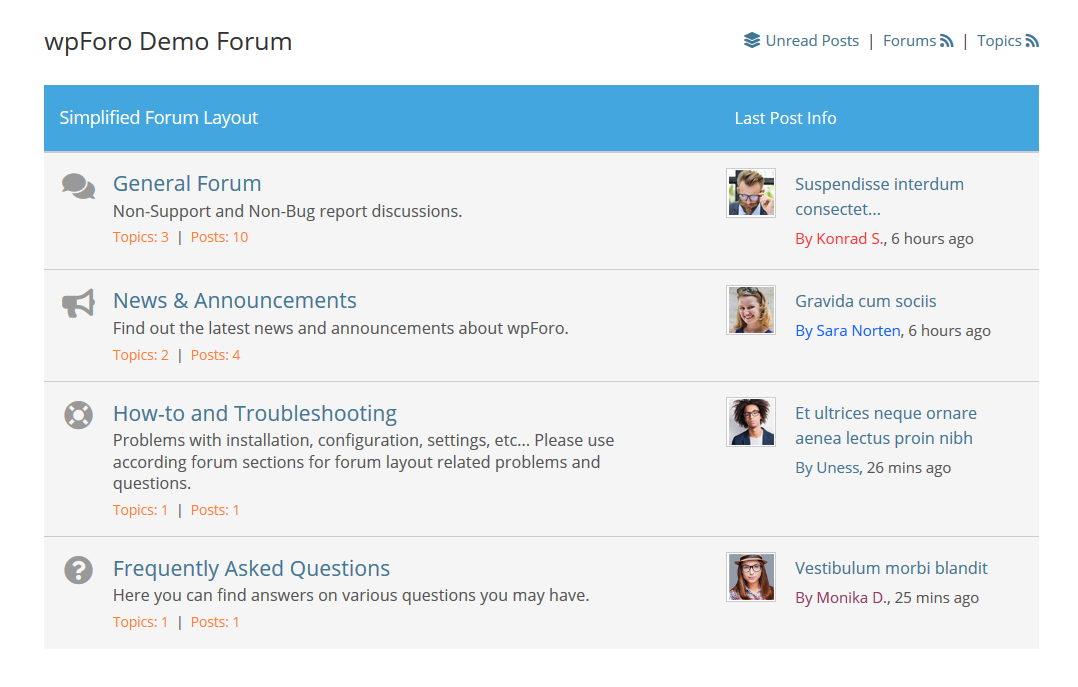 wpForo Demo Forum
Unread Posts | Forums | Topics
Simplified Forum Layout
Last Post Info
General Forum
Non-Support and Non-Bug report discussions.
Topics: 3 | Posts: 10
Suspendisse interdum
consectet...
By Konrad S., 6 hours ago
News & Announcements
Find out the latest news and announcements about wpForo.
Topics: 2 | Posts: 4
Gravida cum sociis
By Sara Norten, 6 hours ago
How-to and Troubleshooting
Problems with installation, configuration, settings, etc... Please use
according forum sections for forum layout related problems and
questions.
Topics: 1 | Posts: 1
Et ultrices neque ornare
aenea lectus proin nibh
By Uness, 26 mins ago
Frequently Asked Questions
Here you can find answers on various questions you may have.
Topics: 1 | Posts: 1
Vestibulum morbi blandit
By Monika D., 25 mins ago